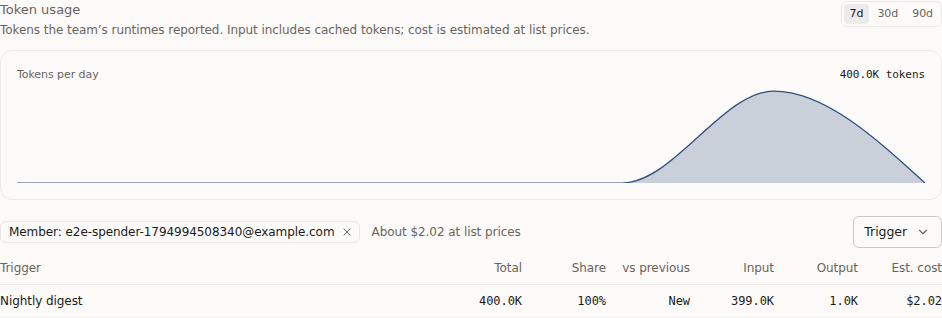 Token usage
7d 30d 90d
Tokens the team's runtimes reported. Input includes cached tokens; cost is estimated at list prices.
Tokens per day 400.0K tokens
Member: e2e-spender-1794994508340@example.com × About $2.02 at list prices Trigger
Trigger Total Share vs previous Input Output Est. cost
Nightly digest 400.0K 100% New 399.0K 1.0K $2.02